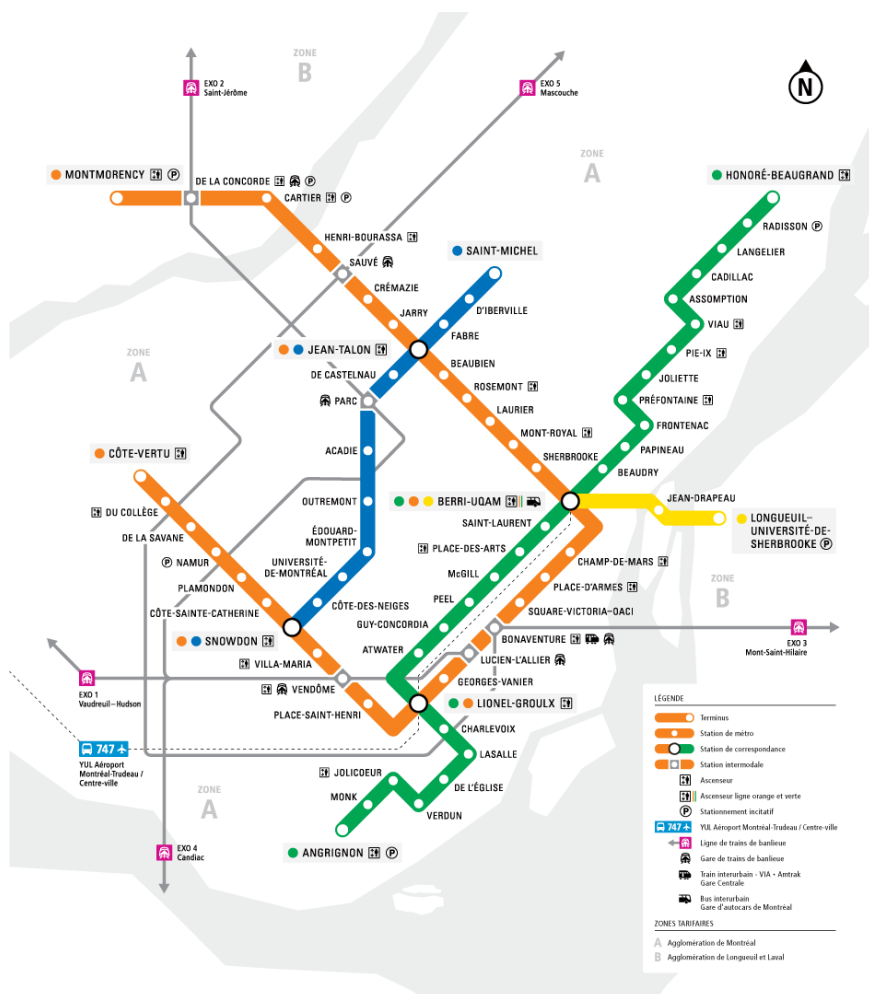 ZONE
B
EXO 2
Saint-Jérôme
EXO 5
Mascouche
N
MONTMORENCY
DE LA CONCORDE
CARTIER
ZONE
A
HONORÉ-BEAUGRAND
HENRI-BOURASSA
SAUVÉ
SAINT-MICHEL
RADISSON
LANGELIER
CADILLAC
CRÉMAZIE
D'IBERVILLE
ASSOMPTION
JARRY
FABRE
VIAU
ZONE
A
JEAN-TALON
BEAUBIEN
PIE-IX
DE CASTELNAU
ROSEMONT
JOLIETTE
PARC
LAURIER
PRÉFONTAINE
MONT-ROYAL
FRONTENAC
ACADIE
SHERBROOKE
PAPINEAU
CÔTE-VERTU
BEAUDRY
OUTREMONT
BERRI-UQAM
JEAN-DRAPEAU
DU COLLÈGE
SAINT-LAURENT
LONGUEUIL–
UNIVERSITÉ-DE-
SHERBROOKE
DE LA SAVANE
ÉDOUARD-
MONTPETIT
PLACE-DES-ARTS
NAMUR
UNIVERSITÉ-
DE-MONTRÉAL
CHAMP-DE-MARS
McGILL
PLAMONDON
PLACE-D'ARMES
ZONE
B
PEEL
CÔTE-SAINTE-CATHERINE
CÔTE-DES-NEIGES
SQUARE-VICTORIA–OACI
GUY-CONCORDIA
SNOWDON
BONAVENTURE
EXO 3
Mont-Saint-Hilaire
ATWATER
LUCIEN-L'ALLIER
VILLA-MARIA
GEORGES-VANIER
EXO 1
Vaudreuil–Hudson
VENDÔME
LIONEL-GROULX
PLACE-SAINT-HENRI
CHARLEVOIX
747
YUL Aéroport
Montréal-Trudeau /
Centre-ville
LASALLE
JOLICOEUR
DE L'ÉGLISE
ZONE
A
MONK
VERDUN
EXO 4
Candiac
ANGRIGNON
LÉGENDE
Terminus
Station de métro
Station de correspondance
Station intermodale
Ascenseur
Ascenseur ligne orange et verte
Stationnement incitatif
747 YUL Aéroport Montréal-Trudeau / Centre-ville
Ligne de trains de banlieue
Gare de trains de banlieue
Train interurbain - VIA • Amtrak
Gare Centrale
Bus interurbain
Gare d'autocars de Montréal
ZONES TARIFAIRES
A Agglomération de Montréal
B Agglomération de Longueuil et Laval